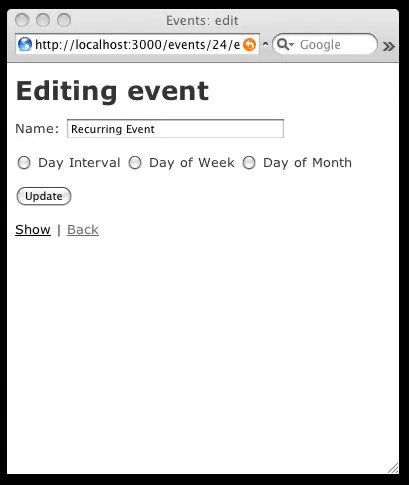 Events: edit
http://localhost:3000/events/24/e
Google
Editing event
Name: Recurring Event
Day Interval Day of Week Day of Month
Update
Show | Back